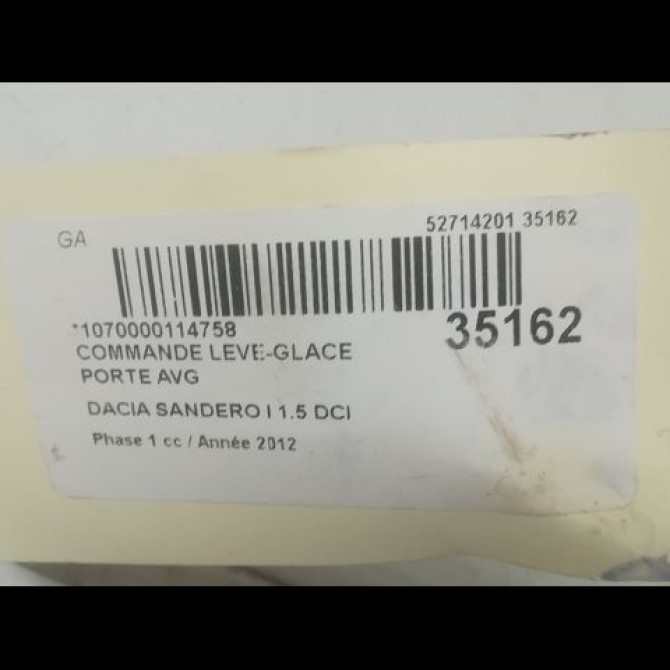 GA
52714201 35162
*1070000114758
35162
COMMANDE LEVE-GLACE
PORTE AVG
DACIA SANDERO I 1.5 DCI
Phase 1 cc / Année 2012